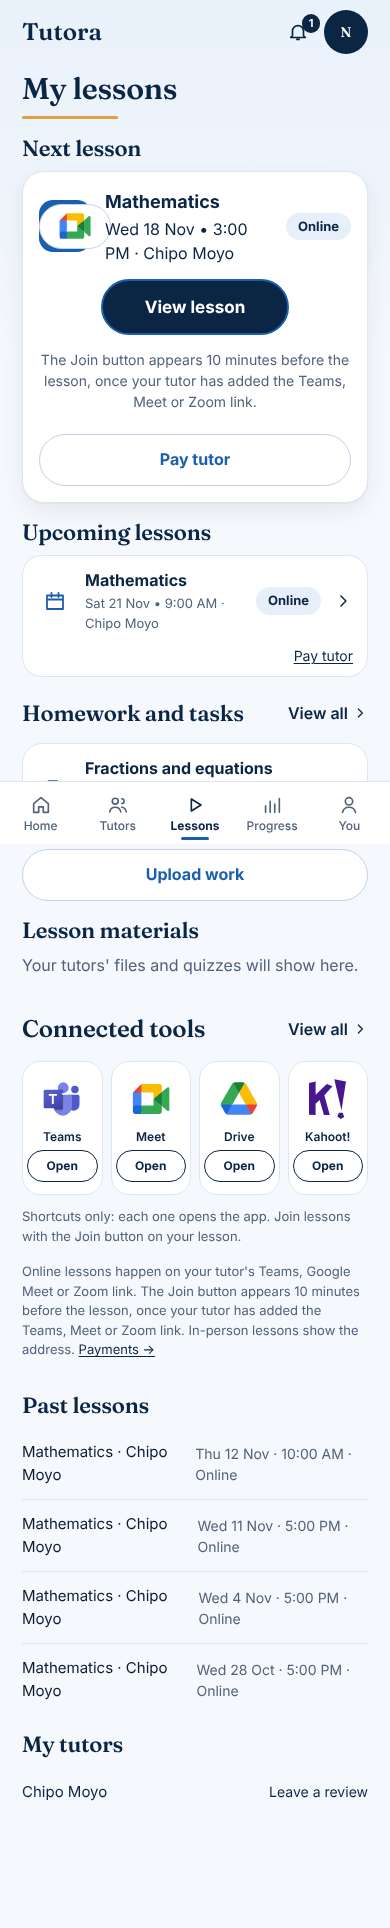 Tutora
1
N
My lessons
Next lesson
Mathematics
Wed 18 Nov • 3:00
PM · Chipo Moyo
Online
View lesson
The Join button appears 10 minutes before the
lesson, once your tutor has added the Teams,
Meet or Zoom link.
Pay tutor
Upcoming lessons
Mathematics
Sat 21 Nov • 9:00 AM ·
Chipo Moyo
Online
Pay tutor
Homework and tasks
View all
Fractions and equations
Home
Tutors
Lessons
Progress
You
Upload work
Lesson materials
Your tutors' files and quizzes will show here.
Connected tools
View all
T
K!
Teams
Meet
Drive
Kahoot!
Open
Open
Open
Open
Shortcuts only: each one opens the app. Join lessons
with the Join button on your lesson.
Online lessons happen on your tutor's Teams, Google
Meet or Zoom link. The Join button appears 10 minutes
before the lesson, once your tutor has added the
Teams, Meet or Zoom link. In-person lessons show the
address. Payments →
Past lessons
Mathematics · Chipo
Moyo
Thu 12 Nov · 10:00 AM ·
Online
Mathematics · Chipo
Moyo
Wed 11 Nov · 5:00 PM ·
Online
Mathematics · Chipo
Moyo
Wed 4 Nov · 5:00 PM ·
Online
Mathematics · Chipo
Moyo
Wed 28 Oct · 5:00 PM ·
Online
My tutors
Chipo Moyo
Leave a review